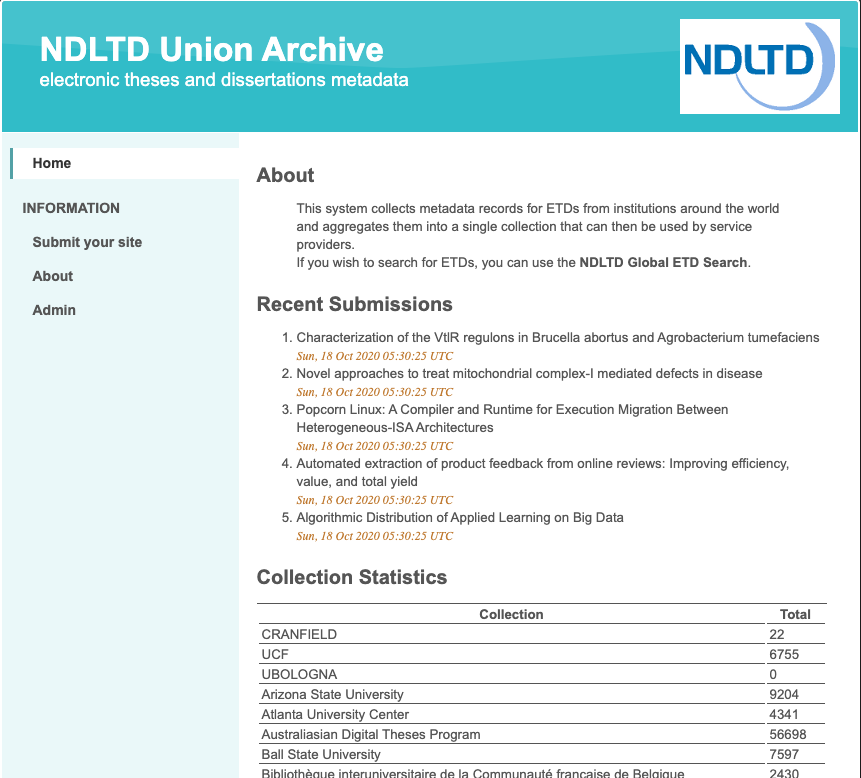 NDLTD Union Archive
electronic theses and dissertations metadata
NDLTD
Home
INFORMATION
Submit your site
About
Admin
About
This system collects metadata records for ETDs from institutions around the world
and aggregates them into a single collection that can then be used by service
providers.
If you wish to search for ETDs, you can use the NDLTD Global ETD Search.
Recent Submissions
1. Characterization of the VtlR regulons in Brucella abortus and Agrobacterium tumefaciens
Sun, 18 Oct 2020 05:30:25 UTC
2. Novel approaches to treat mitochondrial complex-I mediated defects in disease
Sun, 18 Oct 2020 05:30:25 UTC
3. Popcorn Linux: A Compiler and Runtime for Execution Migration Between
Heterogeneous-ISA Architectures
Sun, 18 Oct 2020 05:30:25 UTC
4. Automated extraction of product feedback from online reviews: Improving efficiency,
value, and total yield
Sun, 18 Oct 2020 05:30:25 UTC
5. Algorithmic Distribution of Applied Learning on Big Data
Sun, 18 Oct 2020 05:30:25 UTC
Collection Statistics
Collection Total
CRANFIELD 22
UCF 6755
UBOLOGNA 0
Arizona State University 9204
Atlanta University Center 4341
Australiasian Digital Theses Program 56698
Ball State University 7597
Bibliothèque interuniversitaire de la Communauté française de Belgique 2430